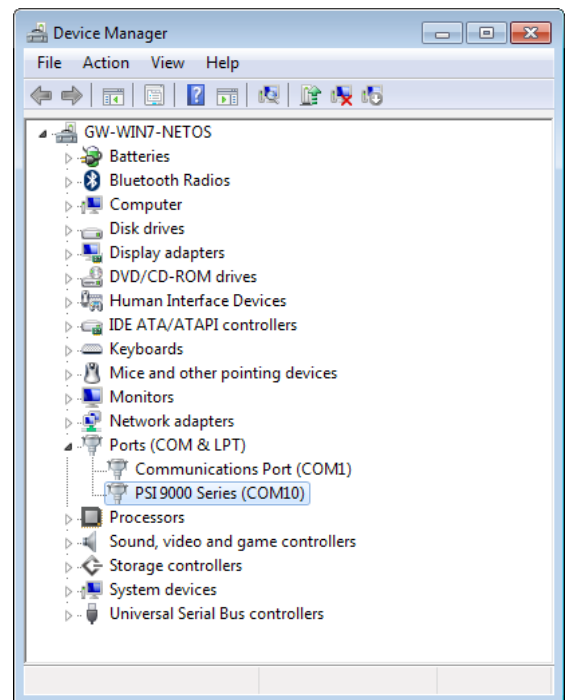 Device Manager
File Action View Help
GW-WIN7-NETOS
Batteries
Bluetooth Radios
Computer
Disk drives
Display adapters
DVD/CD-ROM drives
Human Interface Devices
IDE ATA/ATAPI controllers
Keyboards
Mice and other pointing devices
Monitors
Network adapters
Ports (COM & LPT)
Communications Port (COM1)
PSI 9000 Series (COM10)
Processors
Sound, video and game controllers
Storage controllers
System devices
Universal Serial Bus controllers